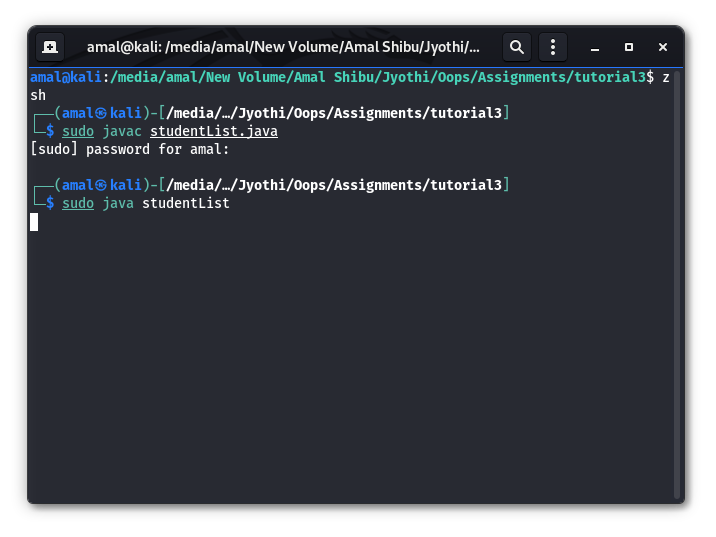 amal@kali: /media/amal/New Volume/Amal Shibu/Jyothi/...
amal@kali:/media/amal/New Volume/Amal Shibu/Jyothi/Oops/Assignments/tutorial3$ z
sh
┌──(amal㉿kali)-[/media/…/Jyothi/Oops/Assignments/tutorial3]
└─$ sudo javac studentList.java
[sudo] password for amal:
┌──(amal㉿kali)-[/media/…/Jyothi/Oops/Assignments/tutorial3]
└─$ sudo java studentList